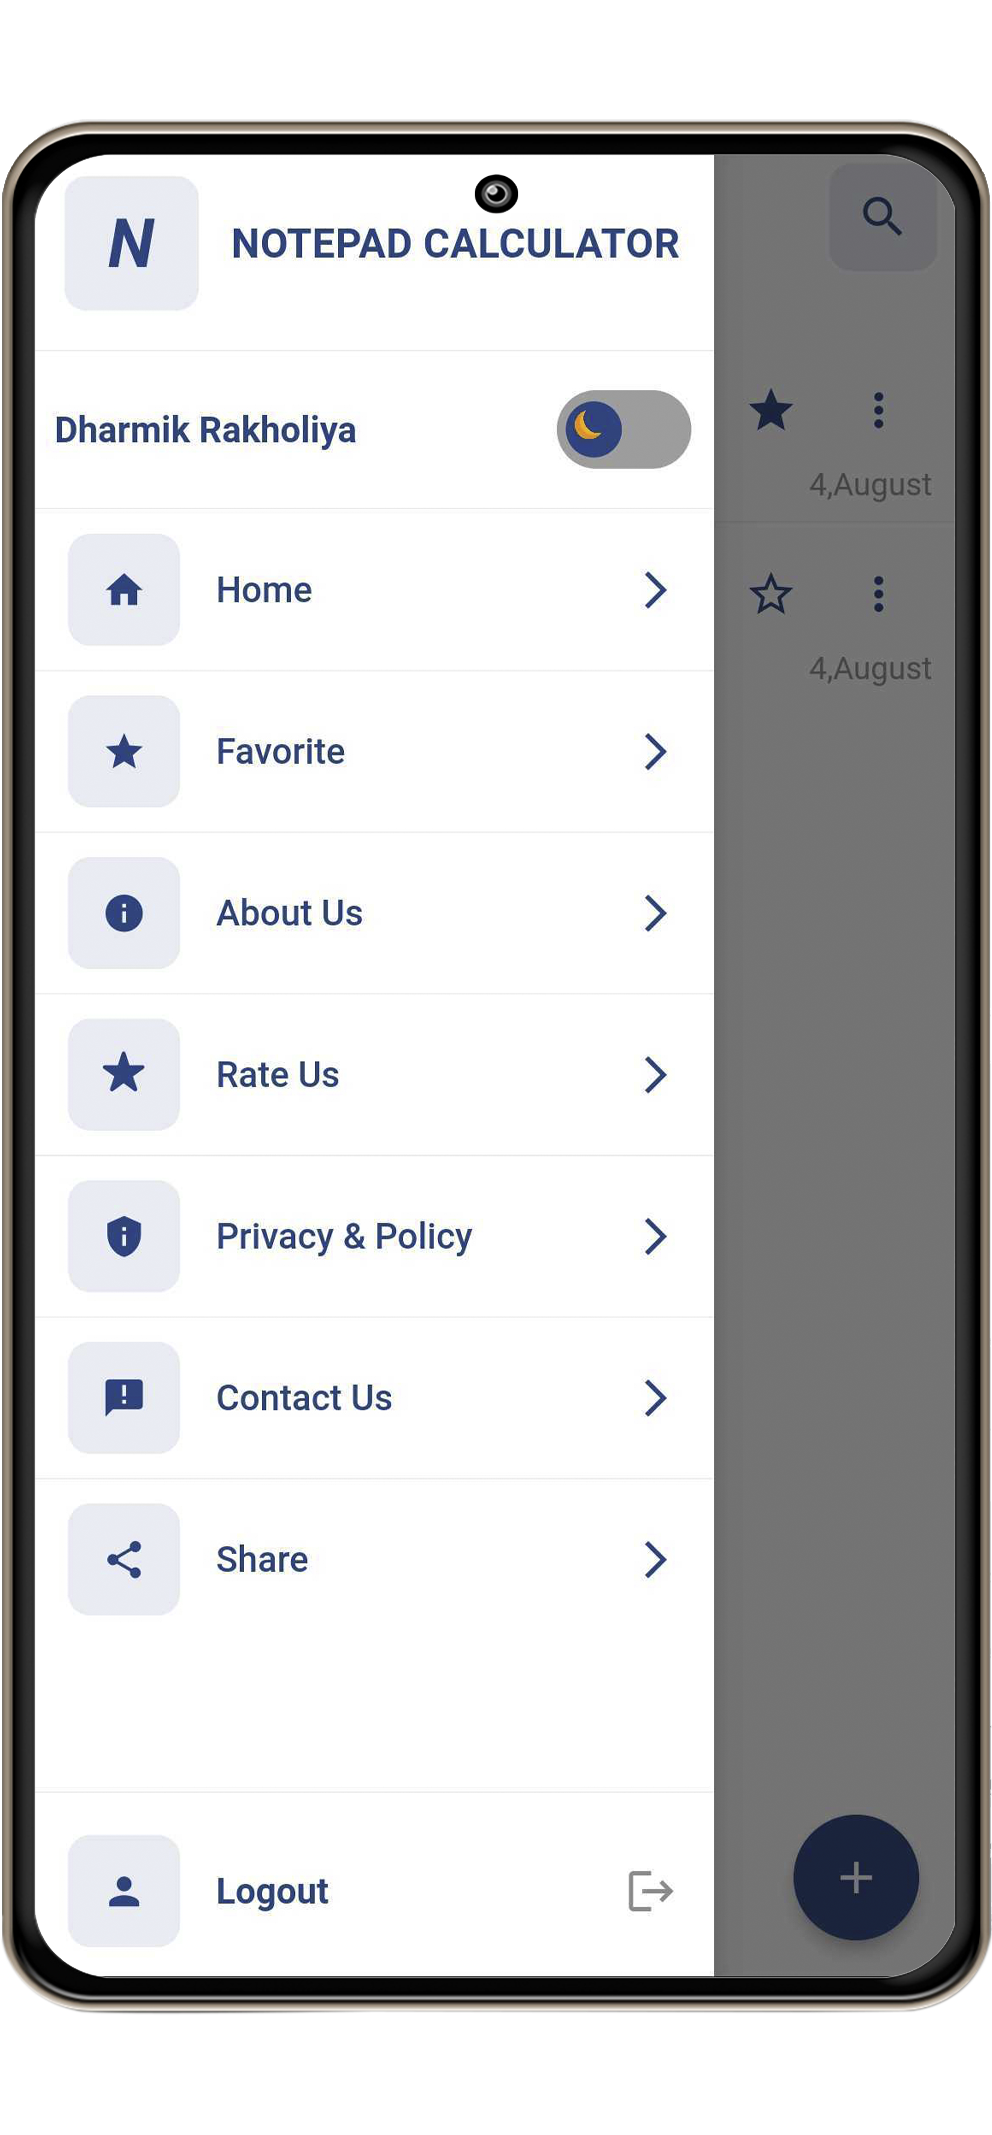 N
NOTEPAD CALCULATOR
Dharmik Rakholiya
4,August
Home
4,August
Favorite
About Us
Rate Us
Privacy & Policy
Contact Us
Share
Logout